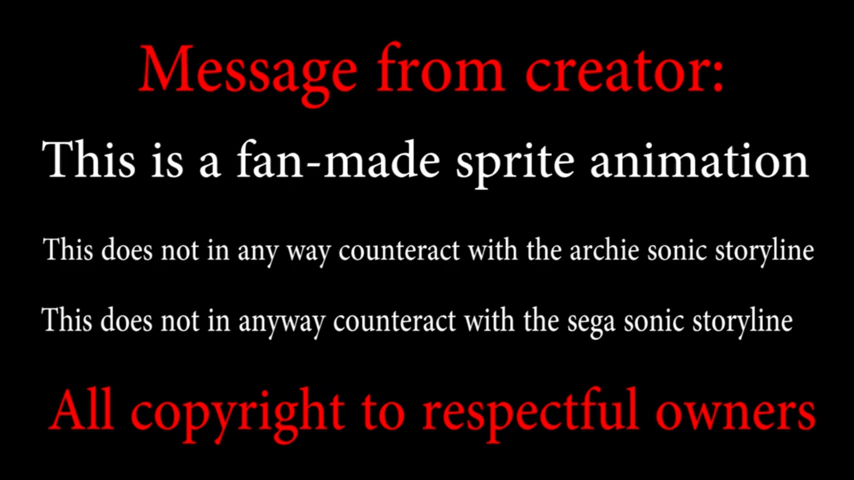 Message from creator:
This is a fan-made sprite animation
This does not in any way counteract with the archie sonic storyline
This does not in anyway counteract with the sega sonic storyline
All copyright to respectful owners